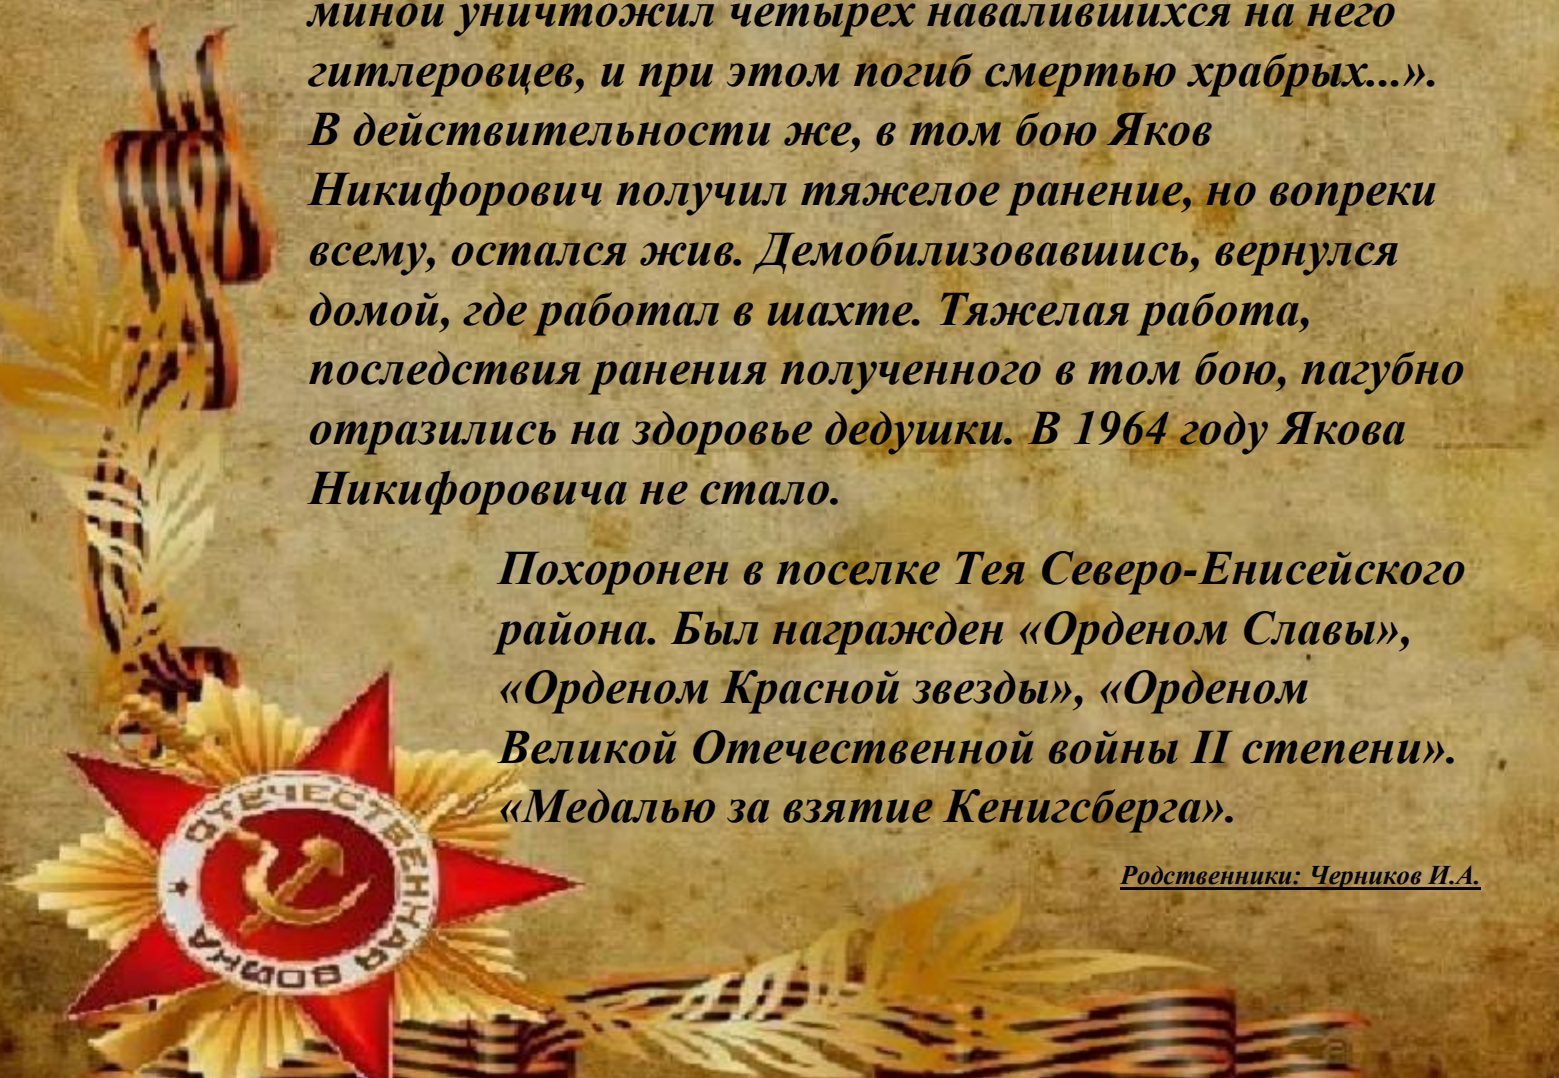 миной уничтожил четырех навалившихся на него
гитлеровцев, и при этом погиб смертью храбрых...».
В действительности же, в том бою Яков
Никифорович получил тяжелое ранение, но вопреки
всему, остался жив. Демобилизовавшись, вернулся
домой, где работал в шахте. Тяжелая работа,
последствия ранения полученного в том бою, пагубно
отразились на здоровье дедушки. В 1964 году Якова
Никифоровича не стало.
Похоронен в поселке Тея Северо-Енисейского
района. Был награжден «Орденом Славы»,
«Орденом Красной звезды», «Орденом
Великой Отечественной войны II степени».
«Медалью за взятие Кенигсберга».
Родственники: Черников И.А.
ОТЕЧЕСТВЕННАЯ ВОЙНА